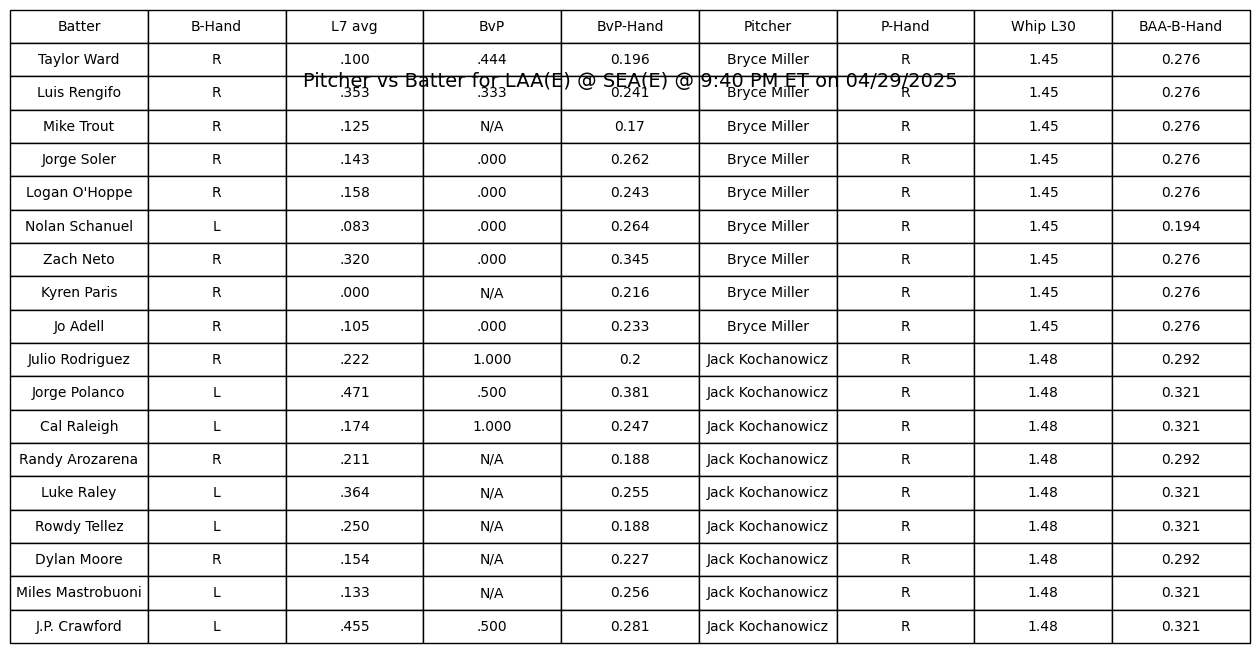 Batter B-Hand L7 avg BvP BvP-Hand Pitcher P-Hand Whip L30 BAA-B-Hand
Taylor Ward R .100 .444 0.196 Bryce Miller R 1.45 0.276
Pitcher vs Batter for LAA(E) @ SEA(E) @ 9:40 PM ET on 04/29/2025
Luis Rengifo R .353 .333 0.241 Bryce Miller R 1.45 0.276
Mike Trout R .125 N/A 0.17 Bryce Miller R 1.45 0.276
Jorge Soler R .143 .000 0.262 Bryce Miller R 1.45 0.276
Logan O'Hoppe R .158 .000 0.243 Bryce Miller R 1.45 0.276
Nolan Schanuel L .083 .000 0.264 Bryce Miller R 1.45 0.194
Zach Neto R .320 .000 0.345 Bryce Miller R 1.45 0.276
Kyren Paris R .000 N/A 0.216 Bryce Miller R 1.45 0.276
Jo Adell R .105 .000 0.233 Bryce Miller R 1.45 0.276
Julio Rodriguez R .222 1.000 0.2 Jack Kochanowicz R 1.48 0.292
Jorge Polanco L .471 .500 0.381 Jack Kochanowicz R 1.48 0.321
Cal Raleigh L .174 1.000 0.247 Jack Kochanowicz R 1.48 0.321
Randy Arozarena R .211 N/A 0.188 Jack Kochanowicz R 1.48 0.292
Luke Raley L .364 N/A 0.255 Jack Kochanowicz R 1.48 0.321
Rowdy Tellez L .250 N/A 0.188 Jack Kochanowicz R 1.48 0.321
Dylan Moore R .154 N/A 0.227 Jack Kochanowicz R 1.48 0.292
Miles Mastrobuoni L .133 N/A 0.256 Jack Kochanowicz R 1.48 0.321
J.P. Crawford L .455 .500 0.281 Jack Kochanowicz R 1.48 0.321